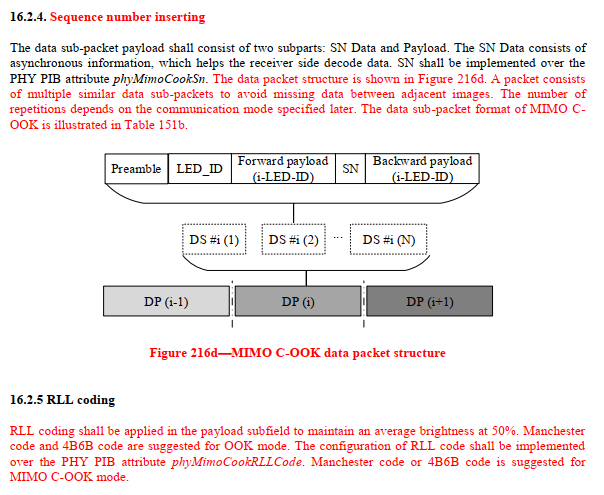 16.2.4. Sequence number inserting
The data sub-packet payload shall consist of two subparts: SN Data and Payload. The SN Data consists of
asynchronous information, which helps the receiver side decode data. SN shall be implemented over the
PHY PIB attribute phyMimoCookSn. The data packet structure is shown in Figure 216d. A packet consists
of multiple similar data sub-packets to avoid missing data between adjacent images. The number of
repetitions depends on the communication mode specified later. The data sub-packet format of MIMO C-
OOK is illustrated in Table 151b.
Preamble LED_ID Forward payload (i-LED-ID) SN Backward payload (i-LED-ID)
DS #i (1) DS #i (2) ... DS #i (N)
DP (i-1) DP (i) DP (i+1)
Figure 216d—MIMO C-OOK data packet structure
16.2.5 RLL coding
RLL coding shall be applied in the payload subfield to maintain an average brightness at 50%. Manchester
code and 4B6B code are suggested for OOK mode. The configuration of RLL code shall be implemented
over the PHY PIB attribute phyMimoCookRLLCode. Manchester code or 4B6B code is suggested for
MIMO C-OOK mode.